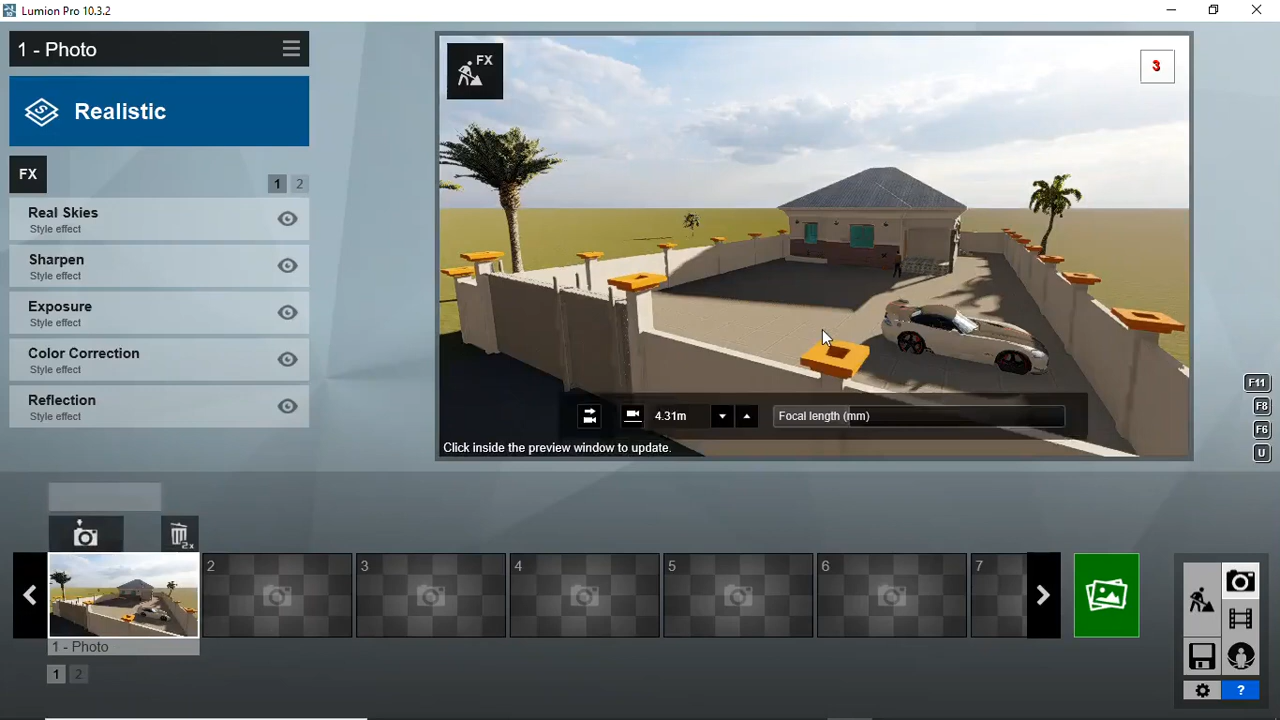 Lumion Pro 10.3.2
1 - Photo
Realistic
FX
1 2
Real Skies
Style effect
Sharpen
Style effect
Exposure
Style effect
Color Correction
Style effect
Reflection
Style effect
FX
3
4.31m
Focal length (mm)
Click inside the preview window to update.
F11
F8
F6
U
2x
2
3
4
5
6
7
1 - Photo
1 2
?